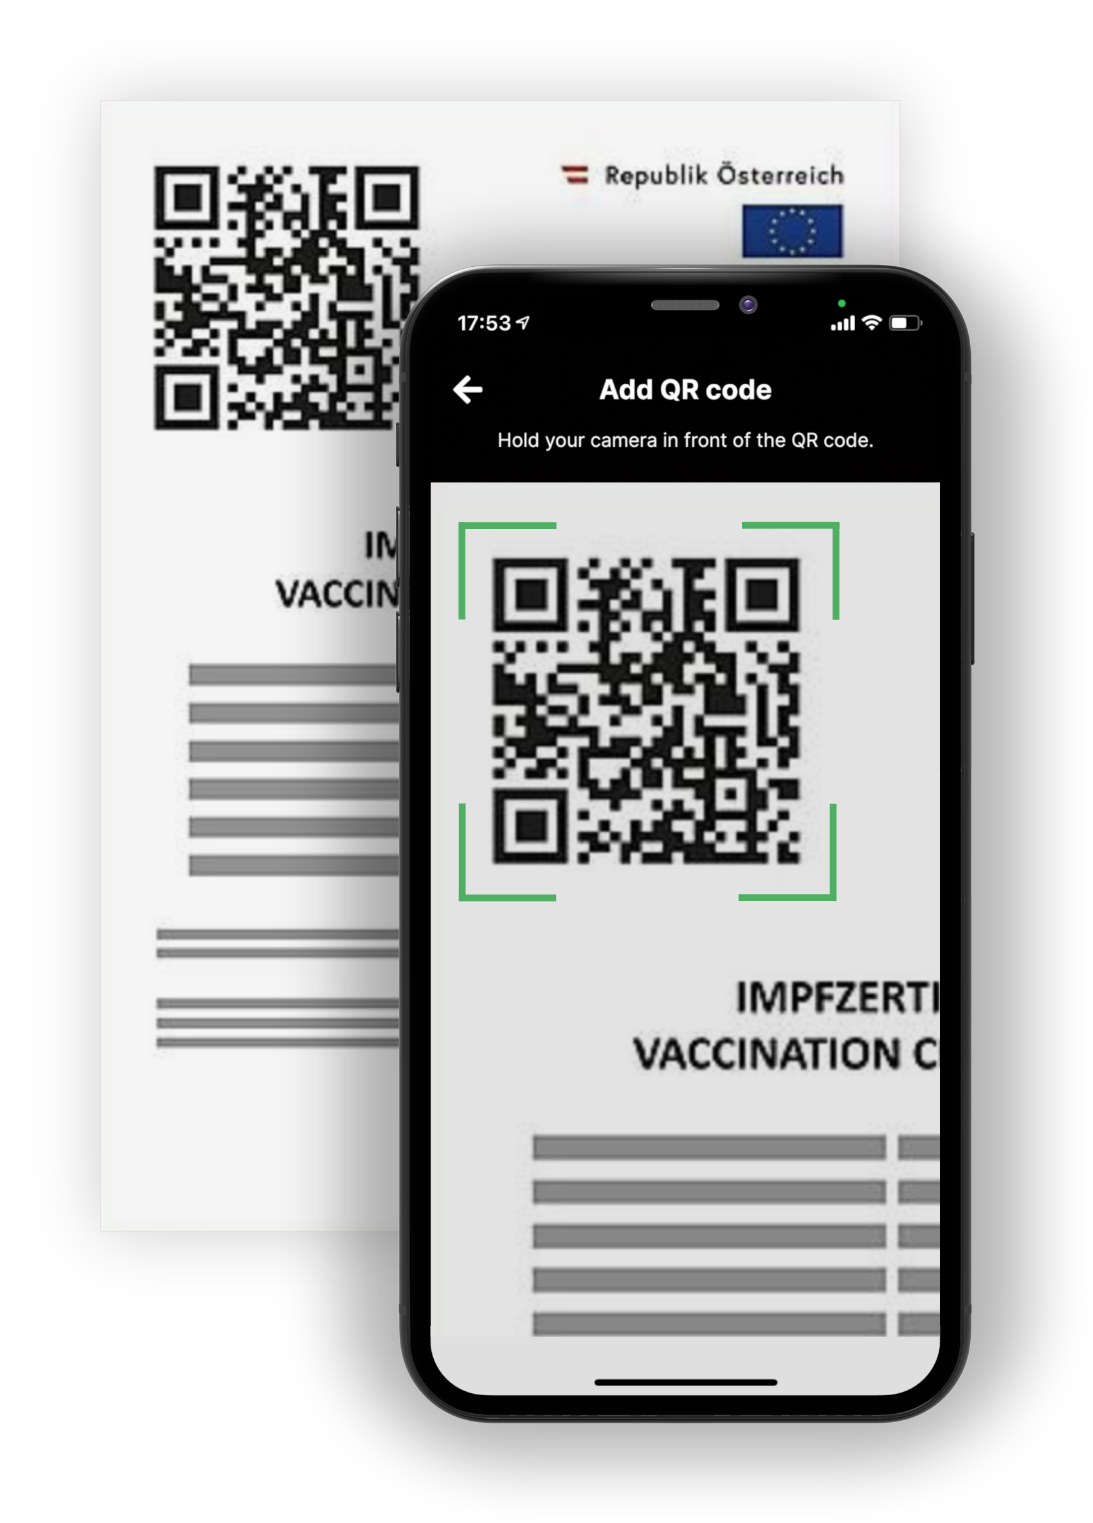 Republik Österreich
IM
VACCIN
17:53
Add QR code
Hold your camera in front of the QR code.
IMPFZERTI
VACCINATION C